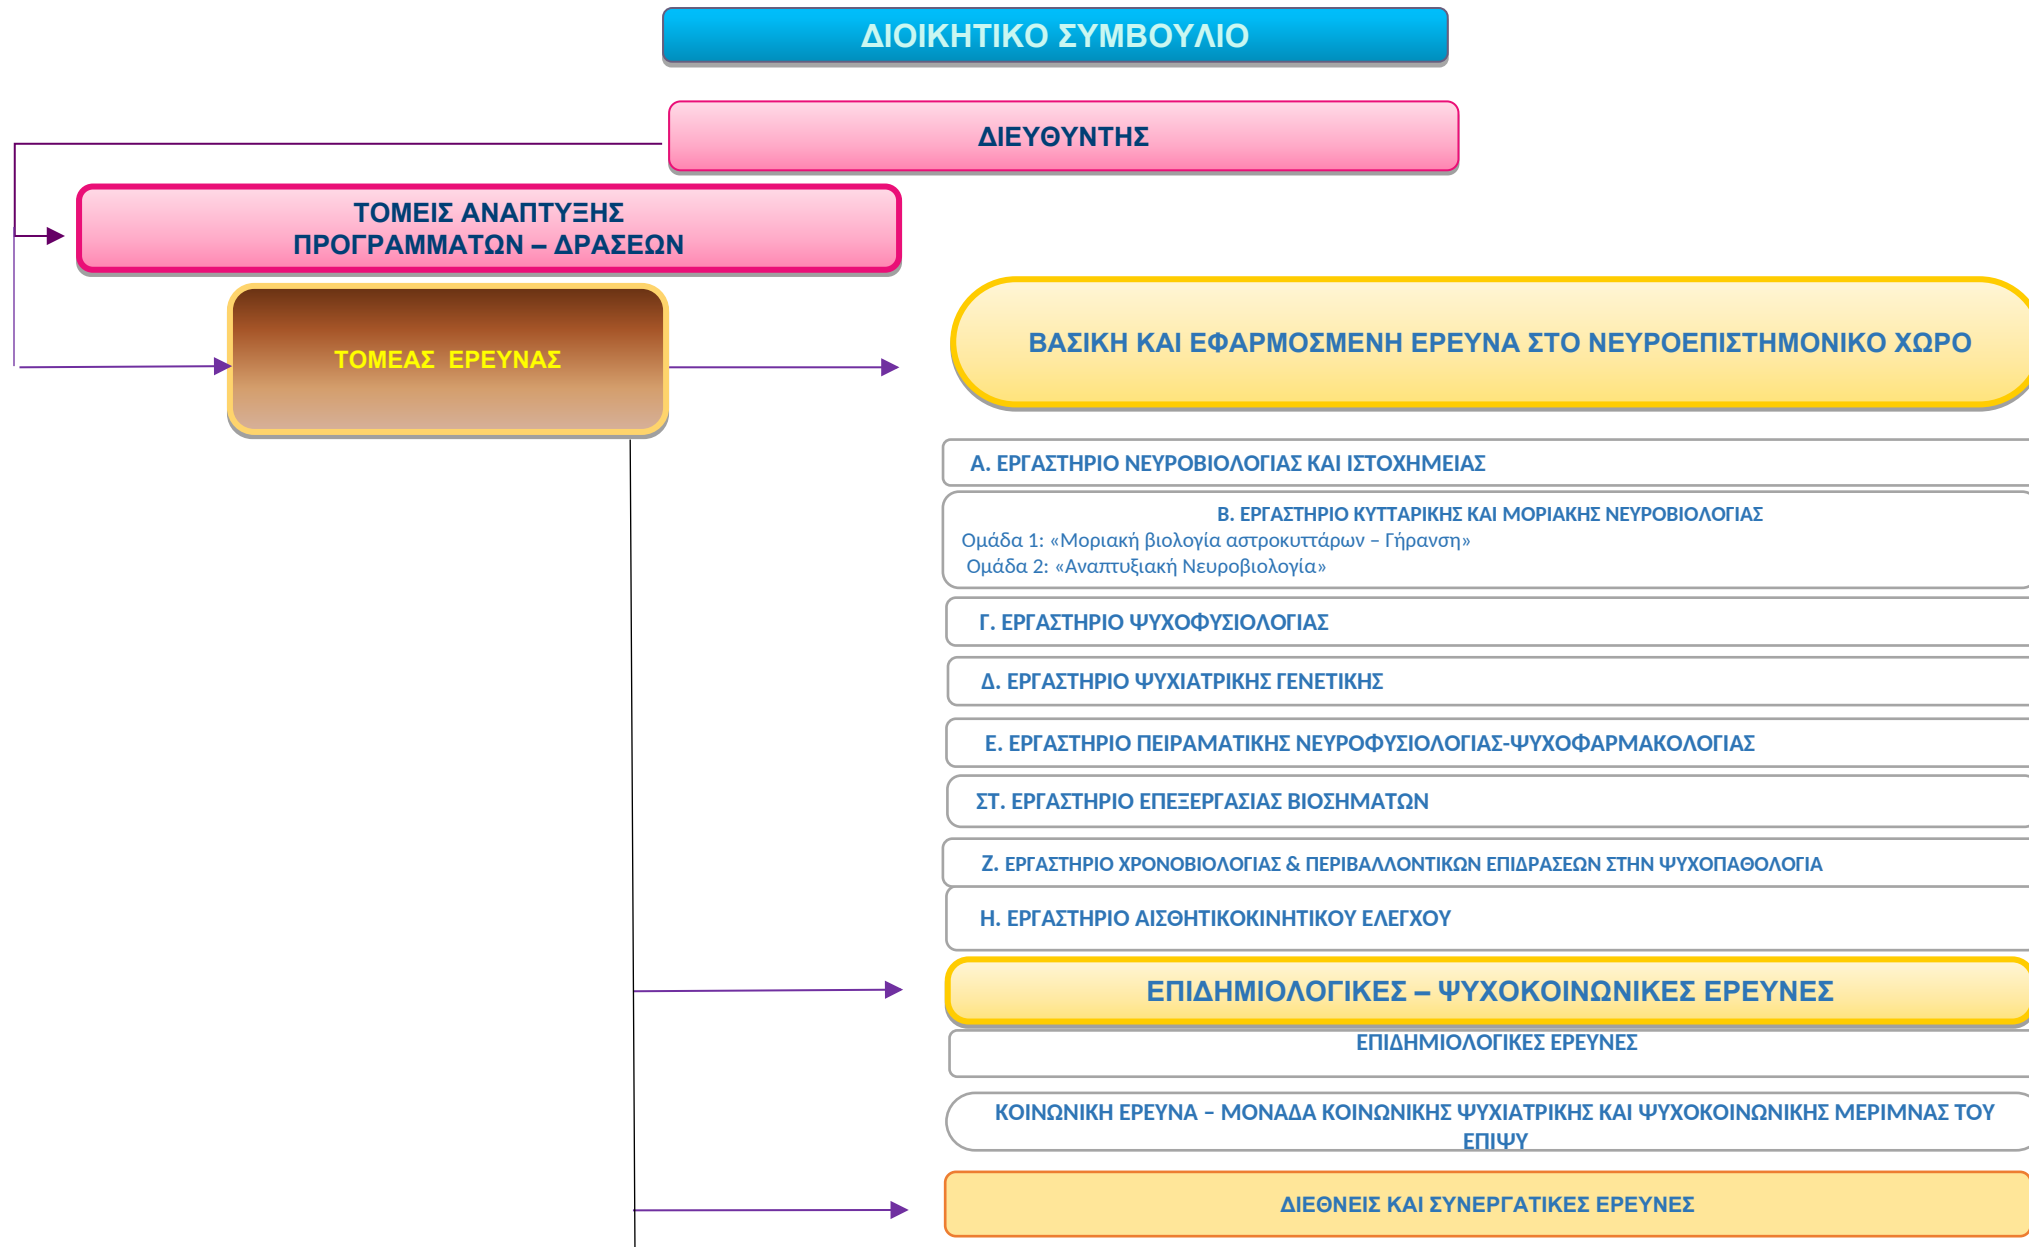 ΔΙΟΙΚΗΤΙΚΟ ΣΥΜΒΟΥΛΙΟ
ΔΙΕΥΘΥΝΤΗΣ
ΤΟΜΕΙΣ ΑΝΑΠΤΥΞΗΣ
ΠΡΟΓΡΑΜΜΑΤΩΝ – ΔΡΑΣΕΩΝ
ΤΟΜΕΑΣ ΕΡΕΥΝΑΣ
ΒΑΣΙΚΗ ΚΑΙ ΕΦΑΡΜΟΣΜΕΝΗ ΕΡΕΥΝΑ ΣΤΟ ΝΕΥΡΟΕΠΙΣΤΗΜΟΝΙΚΟ ΧΩΡΟ
Α. ΕΡΓΑΣΤΗΡΙΟ ΝΕΥΡΟΒΙΟΛΟΓΙΑΣ ΚΑΙ ΙΣΤΟΧΗΜΕΙΑΣ
Β. ΕΡΓΑΣΤΗΡΙΟ ΚΥΤΤΑΡΙΚΗΣ ΚΑΙ ΜΟΡΙΑΚΗΣ ΝΕΥΡΟΒΙΟΛΟΓΙΑΣ
Ομάδα 1: «Μοριακή βιολογία αστροκυττάρων – Γήρανση»
Ομάδα 2: «Αναπτυξιακή Νευροβιολογία»
Γ. ΕΡΓΑΣΤΗΡΙΟ ΨΥΧΟΦΥΣΙΟΛΟΓΙΑΣ
Δ. ΕΡΓΑΣΤΗΡΙΟ ΨΥΧΙΑΤΡΙΚΗΣ ΓΕΝΕΤΙΚΗΣ
Ε. ΕΡΓΑΣΤΗΡΙΟ ΠΕΙΡΑΜΑΤΙΚΗΣ ΝΕΥΡΟΦΥΣΙΟΛΟΓΙΑΣ-ΨΥΧΟΦΑΡΜΑΚΟΛΟΓΙΑΣ
ΣΤ. ΕΡΓΑΣΤΗΡΙΟ ΕΠΕΞΕΡΓΑΣΙΑΣ ΒΙΟΣΗΜΑΤΩΝ
Ζ. ΕΡΓΑΣΤΗΡΙΟ ΧΡΟΝΟΒΙΟΛΟΓΙΑΣ & ΠΕΡΙΒΑΛΛΟΝΤΙΚΩΝ ΕΠΙΔΡΑΣΕΩΝ ΣΤΗΝ ΨΥΧΟΠΑΘΟΛΟΓΙΑ
Η. ΕΡΓΑΣΤΗΡΙΟ ΑΙΣΘΗΤΙΚΟΚΙΝΗΤΙΚΟΥ ΕΛΕΓΧΟΥ
ΕΠΙΔΗΜΙΟΛΟΓΙΚΕΣ – ΨΥΧΟΚΟΙΝΩΝΙΚΕΣ ΕΡΕΥΝΕΣ
ΕΠΙΔΗΜΙΟΛΟΓΙΚΕΣ ΕΡΕΥΝΕΣ
ΚΟΙΝΩΝΙΚΗ ΕΡΕΥΝΑ – ΜΟΝΑΔΑ ΚΟΙΝΩΝΙΚΗΣ ΨΥΧΙΑΤΡΙΚΗΣ ΚΑΙ ΨΥΧΟΚΟΙΝΩΝΙΚΗΣ ΜΕΡΙΜΝΑΣ ΤΟΥ
ΕΠΙΨΥ
ΔΙΕΘΝΕΙΣ ΚΑΙ ΣΥΝΕΡΓΑΤΙΚΕΣ ΕΡΕΥΝΕΣ